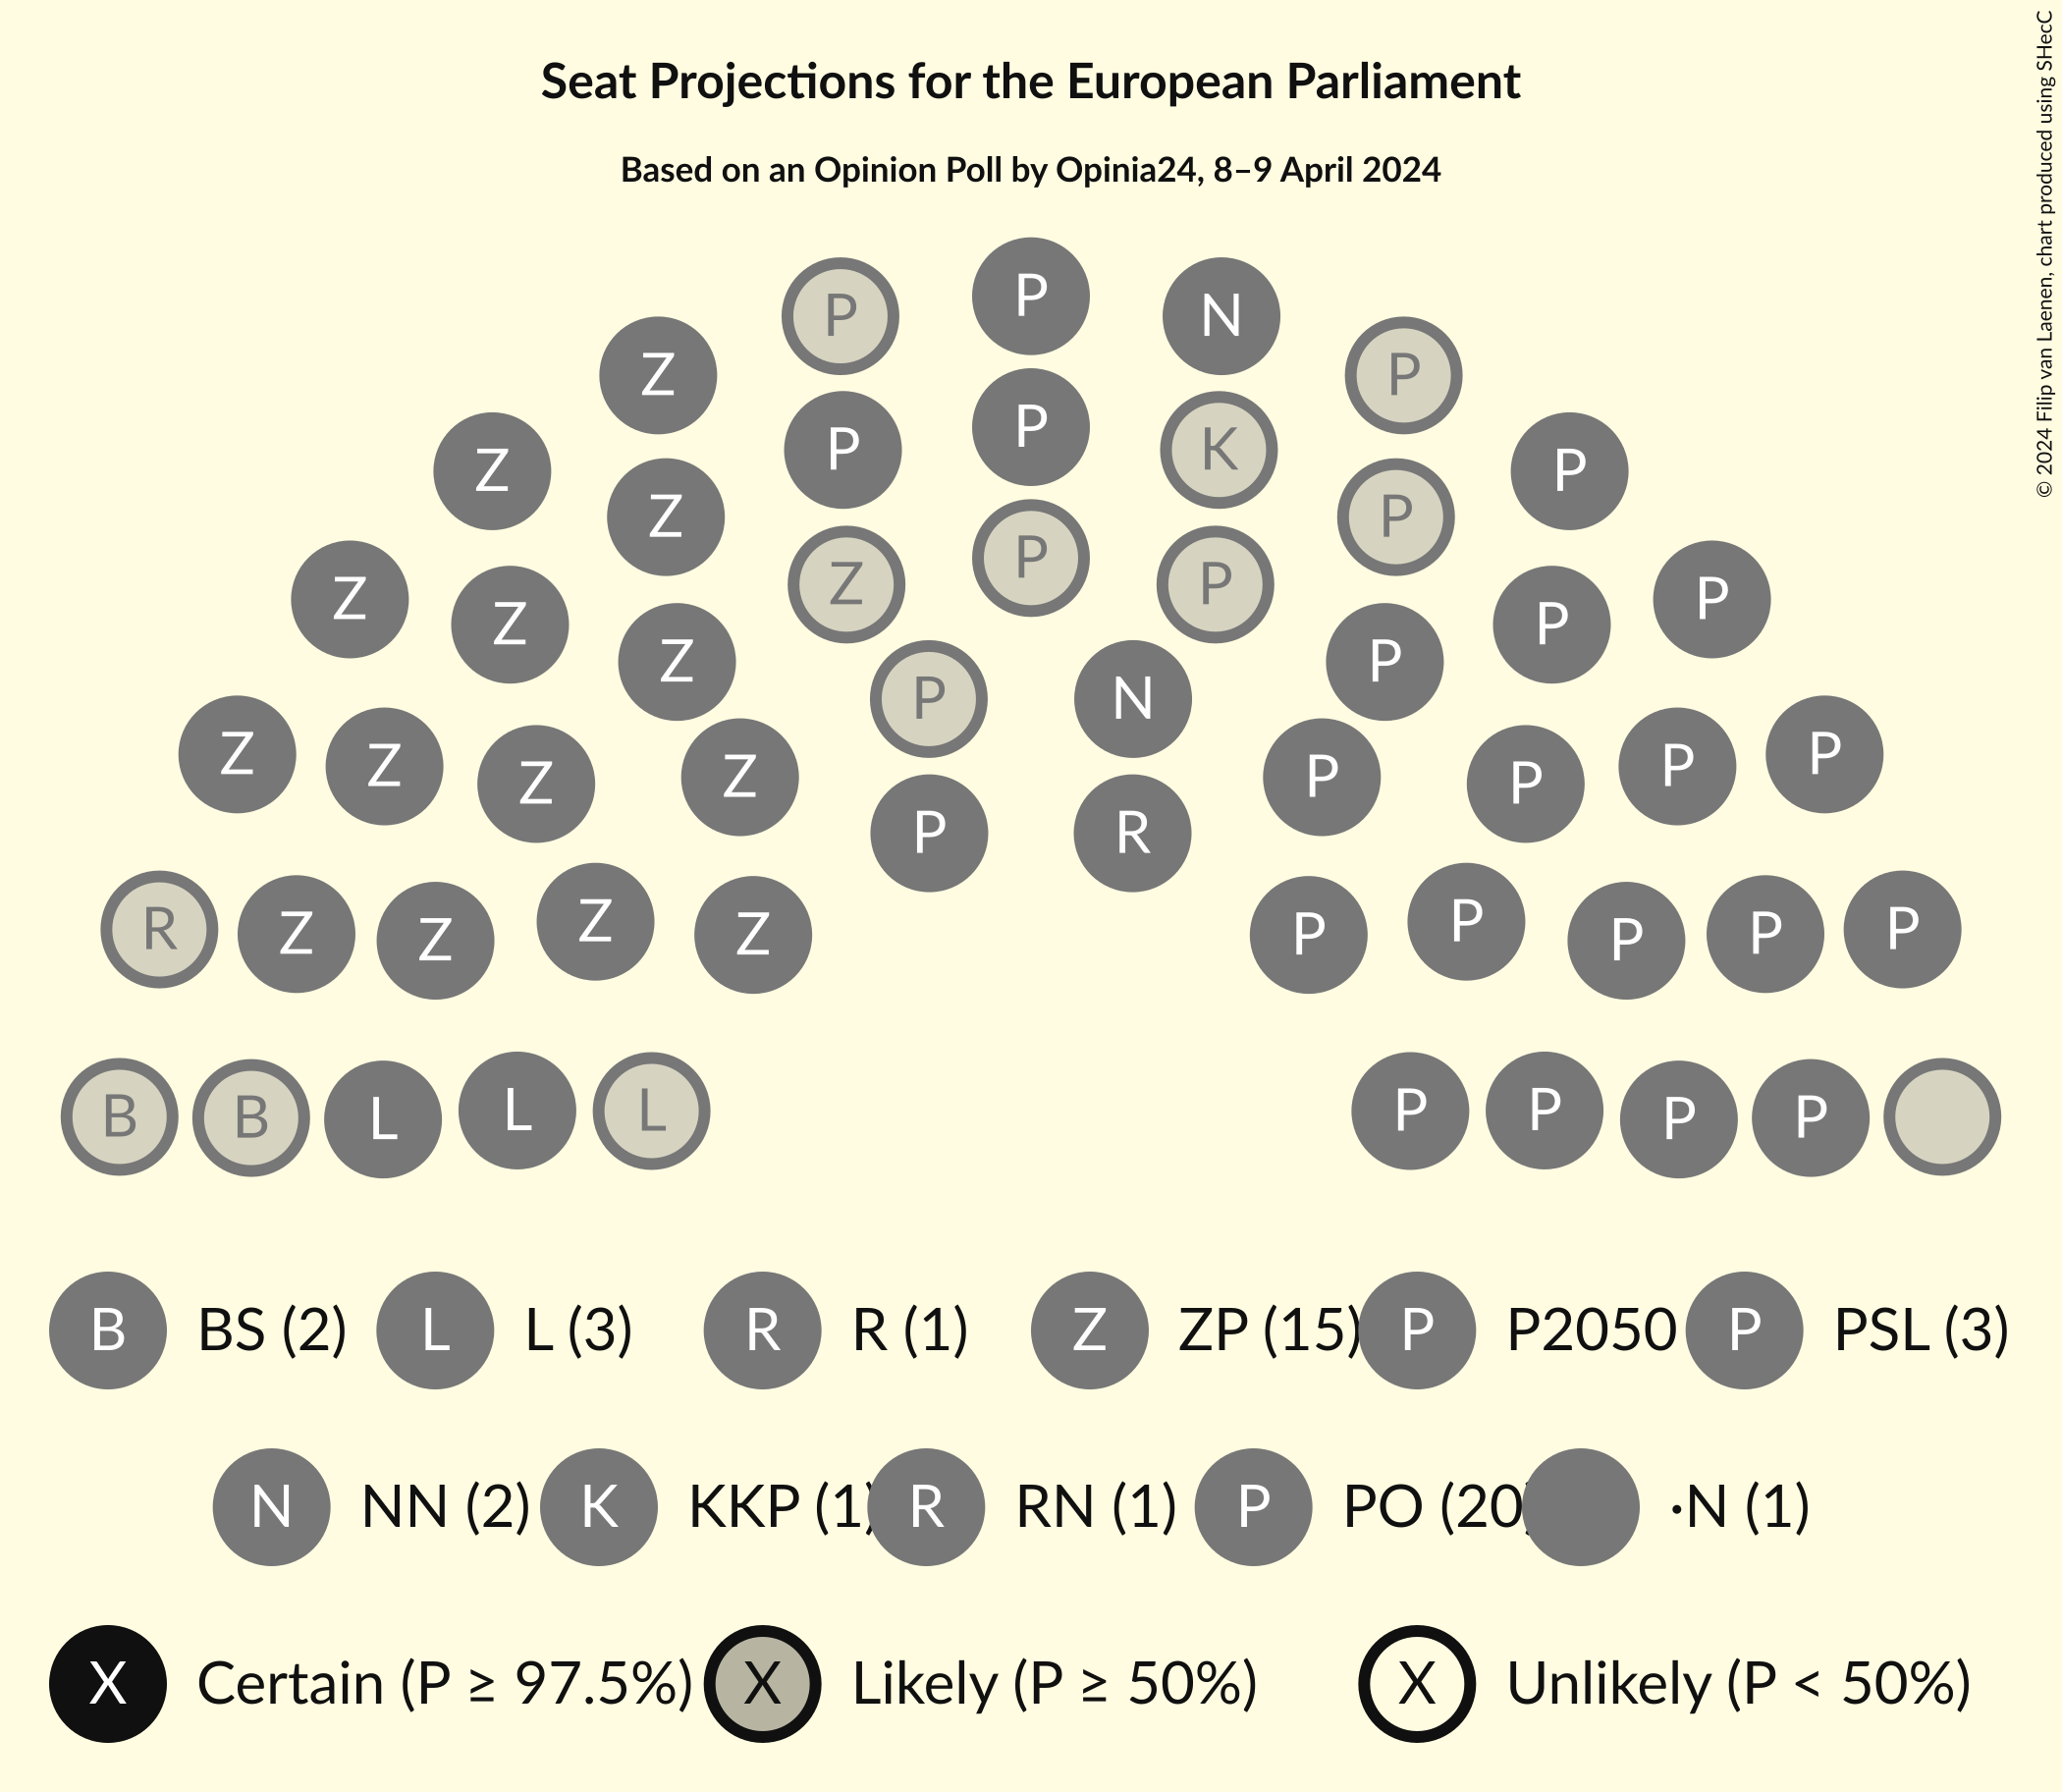 Seat Projections for the European Parliament
Based on an Opinion Poll by Opinia24, 8–9 April 2024
© 2024 Filip van Laenen, chart produced using SHecC
P
P
N
Z
P
P
P
K
Z
P
Z
P
Z
P
P
Z
P
Z
Z
P
P
Z
P
P
N
Z
P
Z
Z
P
P
Z
Z
P
P
P
R
R
Z
Z
Z
Z
P
P
P
P
P
B
B
L
L
L
P
P
P
P
B BS (2) L L (3) R R (1) Z ZP (15) P P2050 P PSL (3)
N NN (2) K KKP (1) R RN (1) P PO (20) ·N (1)
X Certain (P ≥ 97.5%) X Likely (P ≥ 50%) X Unlikely (P < 50%)